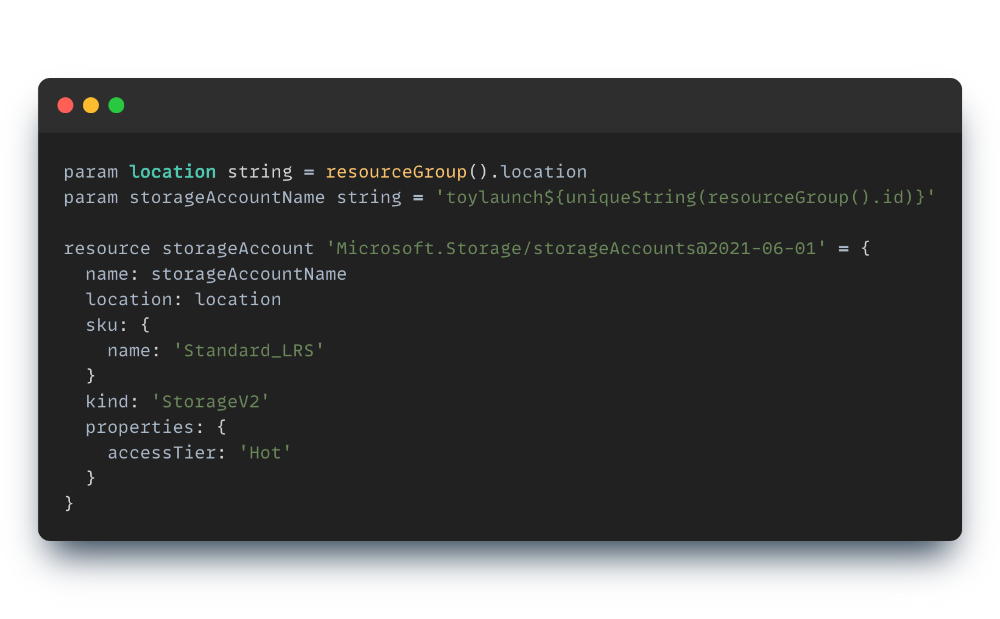 param location string = resourceGroup().location
param storageAccountName string = 'toylaunch${uniqueString(resourceGroup().id)}'

resource storageAccount 'Microsoft.Storage/storageAccounts@2021-06-01' = {
  name: storageAccountName
  location: location
  sku: {
    name: 'Standard_LRS'
  }
  kind: 'StorageV2'
  properties: {
    accessTier: 'Hot'
  }
}